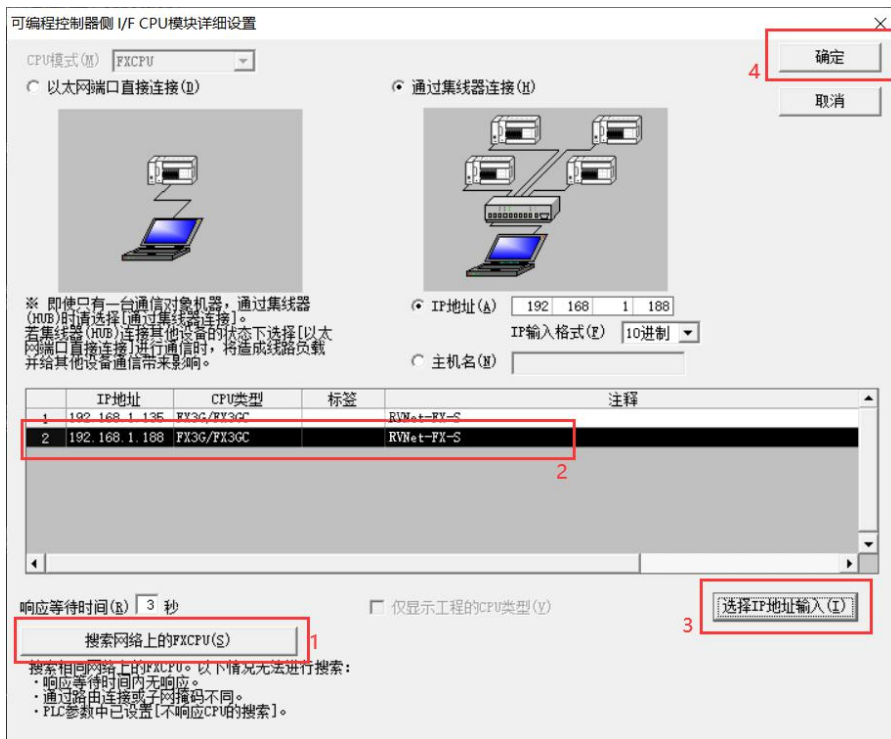 可编程控制器侧 I/F CPU模块详细设置
CPU模式(M) FXCPU
确定
4
以太网端口直接连接(D)
通过集线器连接(H)
取消
※ 即使只有一台通信对象机器，通过集线器
(HUB)时请选择[通过集线器连接]。
若集线器(HUB)连接其他设备的状态下选择[以太
网端口直接连接]进行通信时，将造成线路负载
并给其他设备通信带来影响。
IP地址(A) 192 168 1 188
IP输入格式(F) 10进制
主机名(N)
IP地址 CPU类型 标签 注释
1 192.168.1.135 FX3G/FX3GC RVNet-FX-S
2 192.168.1.188 FX3G/FX3GC RVNet-FX-S
2
响应等待时间(R) 3 秒
仅显示工程的CPU类型(Y)
选择IP地址输入(I)
3
搜索网络上的FXCPU(S)
1
搜索相同网络上的FXCPU。以下情况无法进行搜索：
・响应等待时间内无响应。
・通过路由连接或子网掩码不同。
・PLC参数中已设置[不响应CPU的搜索]。